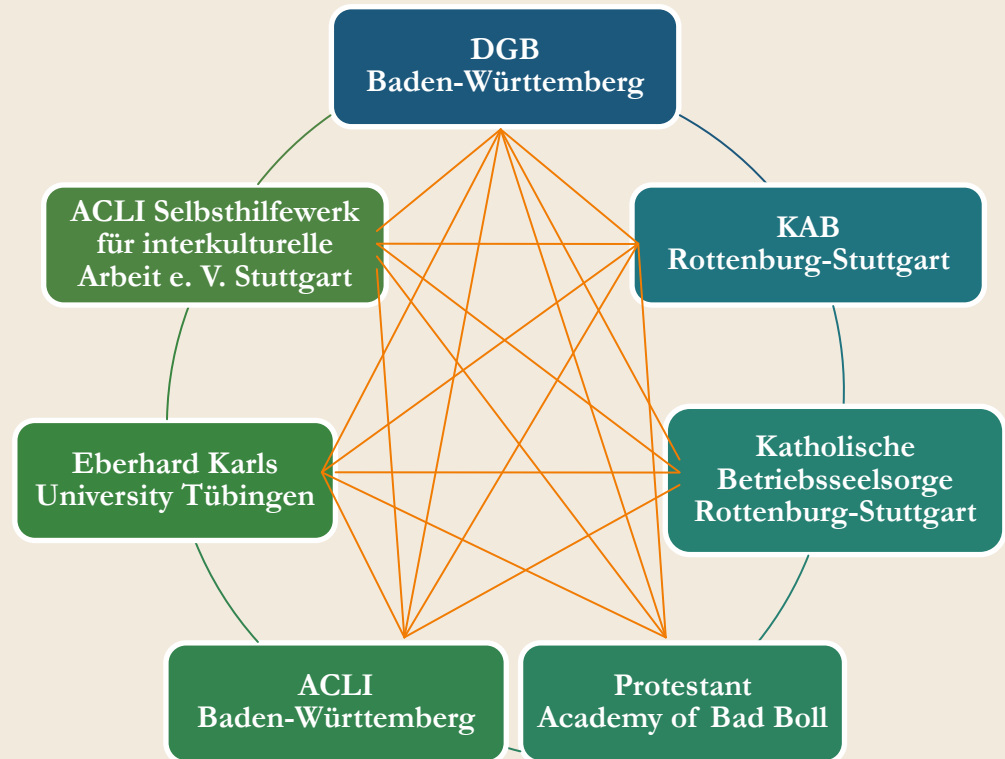 DGB
Baden-Württemberg
ACLI Selbsthilfewerk
für interkulturelle
Arbeit e. V. Stuttgart
KAB
Rottenburg-Stuttgart
Eberhard Karls
University Tübingen
Katholische
Betriebsseelsorge
Rottenburg-Stuttgart
ACLI
Baden-Württemberg
Protestant
Academy of Bad Boll